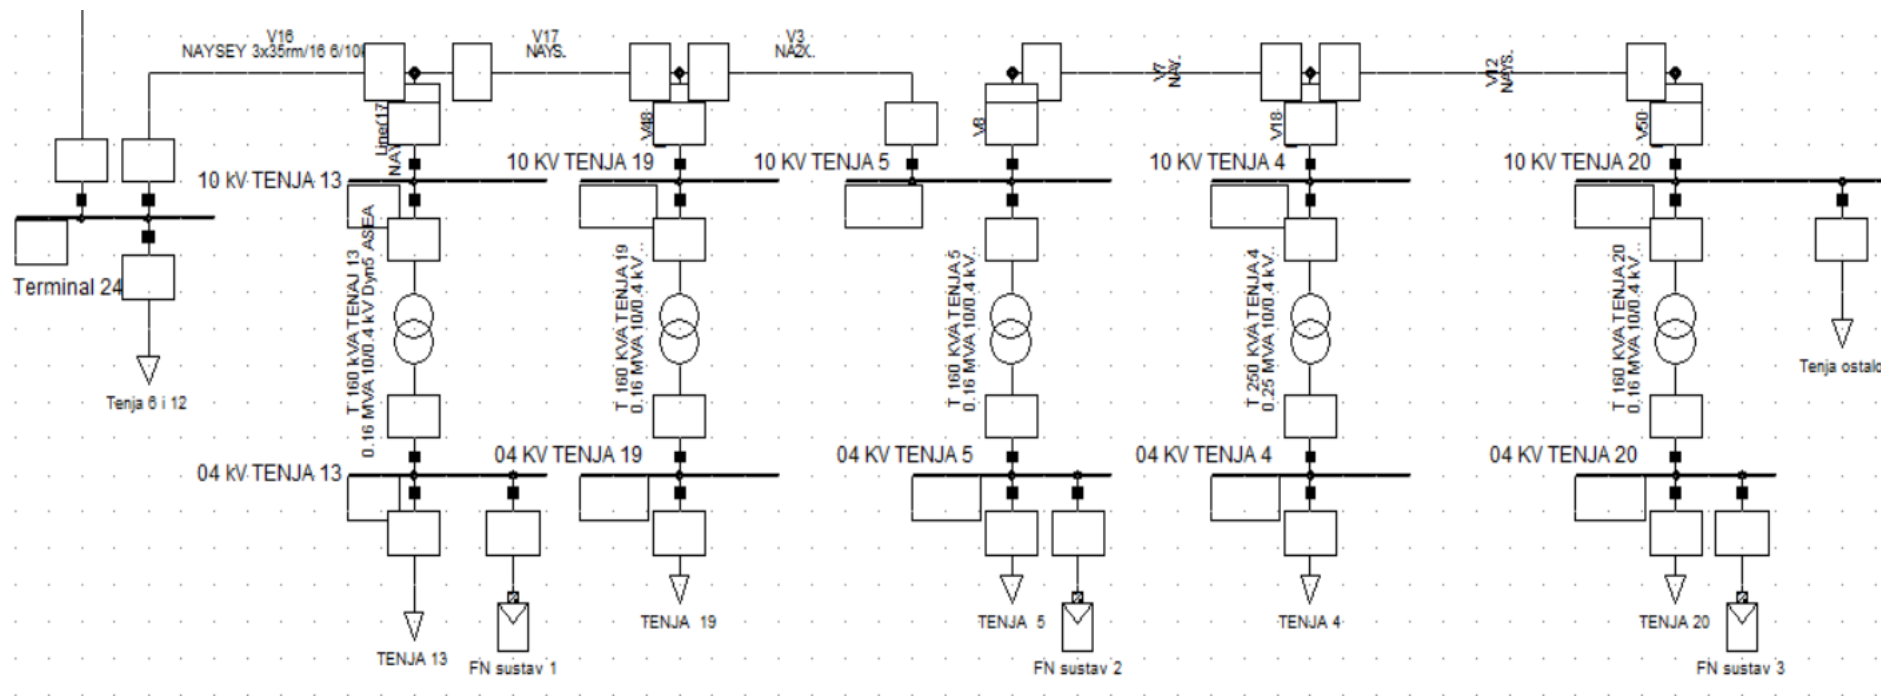 V16
NAYSEY 3x35rm/16 6/10
V17
NAYS..
V3
NA2X..
V7
NAY..
V12
NAYS..
Line(17
NAY
V48
V8
V18
V50
10 kV TENJA 13
10 KV TENJA 19
10 KV TENJA 5
10 KV TENJA 4
10 KV TENJA 20
Terminal 24
Tenja 6 i 12
T 160 kVA TENAJ 13
0.16 MVA 10/0.4 kV Dyn5 ASEA
T 160 KVA TENJA 19
0.16 MVA 10/0.4 kV..
T 160 KVA TENJA 5
0.16 MVA 10/0.4 kV..
T 250 KVA TENJA 4
0.25 MVA 10/0.4 kV..
T 160 KVA TENJA 20
0.16 MVA 10/0.4 kV..
Tenja ostalo
04 kV TENJA 13
04 KV TENJA 19
04 KV TENJA 5
04 KV TENJA 4
04 KV TENJA 20
TENJA 13
FN sustav 1
TENJA 19
TENJA 5
FN sustav 2
TENJA 4
TENJA 20
FN sustav 3